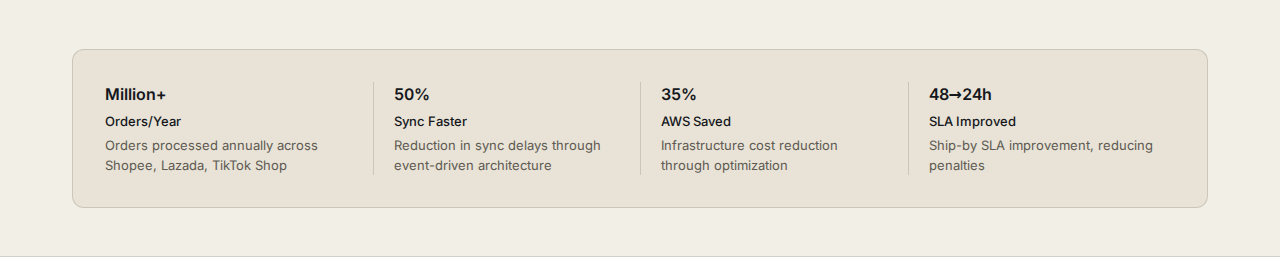 Million+
Orders/Year
Orders processed annually across
Shopee, Lazada, TikTok Shop
50%
Sync Faster
Reduction in sync delays through
event-driven architecture
35%
AWS Saved
Infrastructure cost reduction
through optimization
48→24h
SLA Improved
Ship-by SLA improvement, reducing
penalties